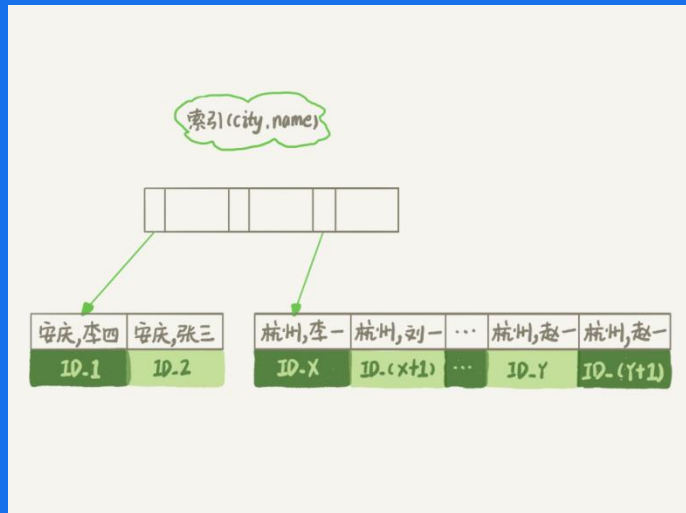 索引(city,name)
安庆,李四 安庆,张三 杭州,李一 杭州,刘一 ... 杭州,赵一 杭州,赵一
ID_1 ID_2 ID_X ID_(X+1) ... ID_Y ID_(Y+1)